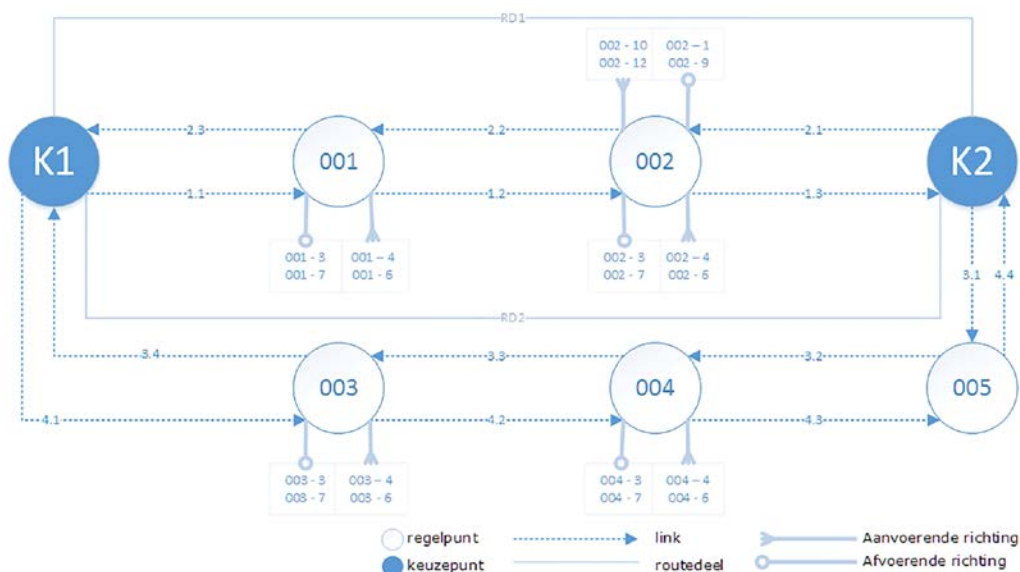 RD1
002 - 10
002 - 12
002 – 1
002 - 9
K1
2.3
001
2.2
002
2.1
K2
1.1
1.2
1.3
001 - 3
001 - 7
001 – 4
001 - 6
002 - 3
002 - 7
002 – 4
002 - 6
3.1
4.4
RD2
3.4
3.3
3.2
003
004
005
4.1
4.2
4.3
003 - 3
003 - 7
003 – 4
003 - 6
004 - 3
004 - 7
004 – 4
004 - 6
regelpunt
link
Aanvoerende richting
keuzepunt
routedeel
Afvoerende richting